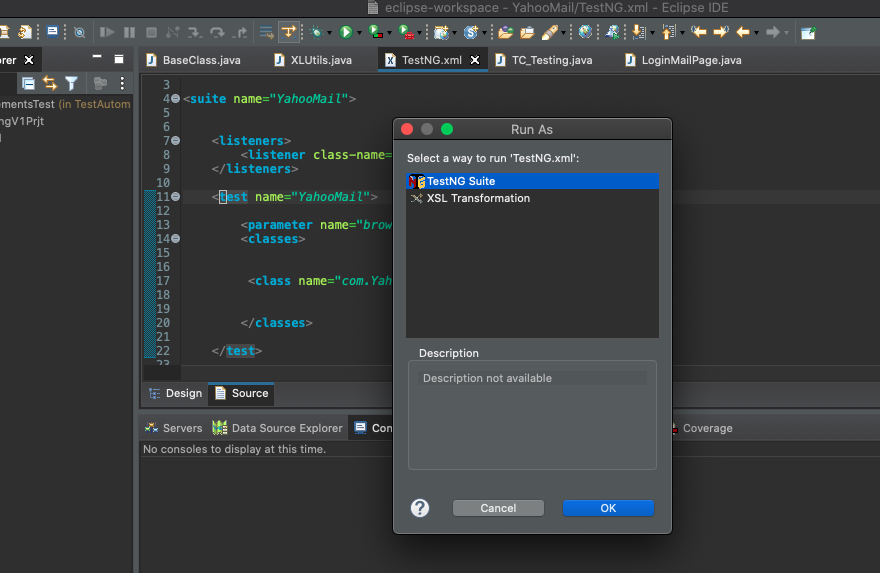 eclipse-workspace - YahooMail/TestNG.xml - Eclipse IDE
orer
BaseClass.java
XLUtils.java
TestNG.xml
TC_Testing.java
LoginMailPage.java
ementsTest (in TestAutom
ngV1Prjt
3
4 <suite name="YahooMail">
5
6
7 <listeners>
8 <listener class-name=
9 </listeners>
10
11 <test name="YahooMail">
12
13 <parameter name="brow
14 <classes>
15
16
17 <class name="com.Yah
18
19
20 </classes>
21
22 </test>
23
Design
Source
Servers
Data Source Explorer
Con
Coverage
No consoles to display at this time.
Run As
Select a way to run 'TestNG.xml':
TestNG Suite
XSL Transformation
Description
Description not available
?
Cancel
OK